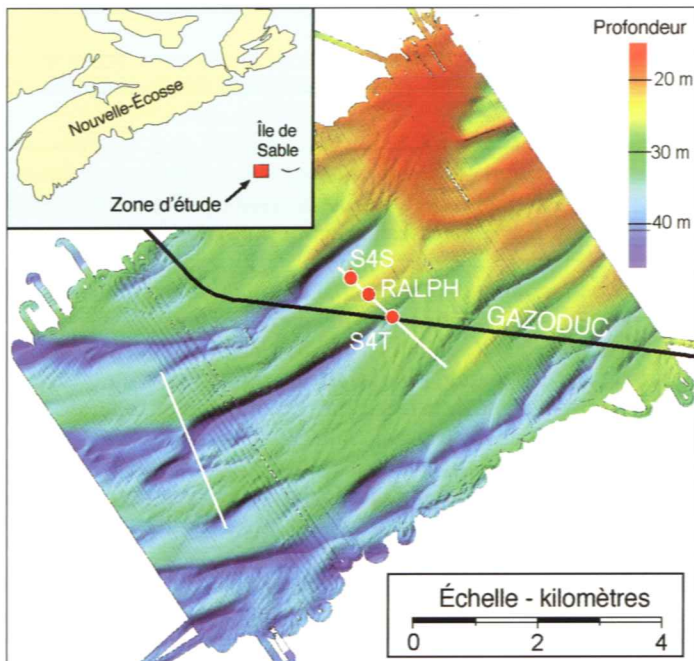 Profondeur
20 m
30 m
40 m
Nouvelle-Écosse
Île de
Sable
Zone d'étude
S4S
RALPH
S4T
GAZODUC
Échelle - kilomètres
0 2 4